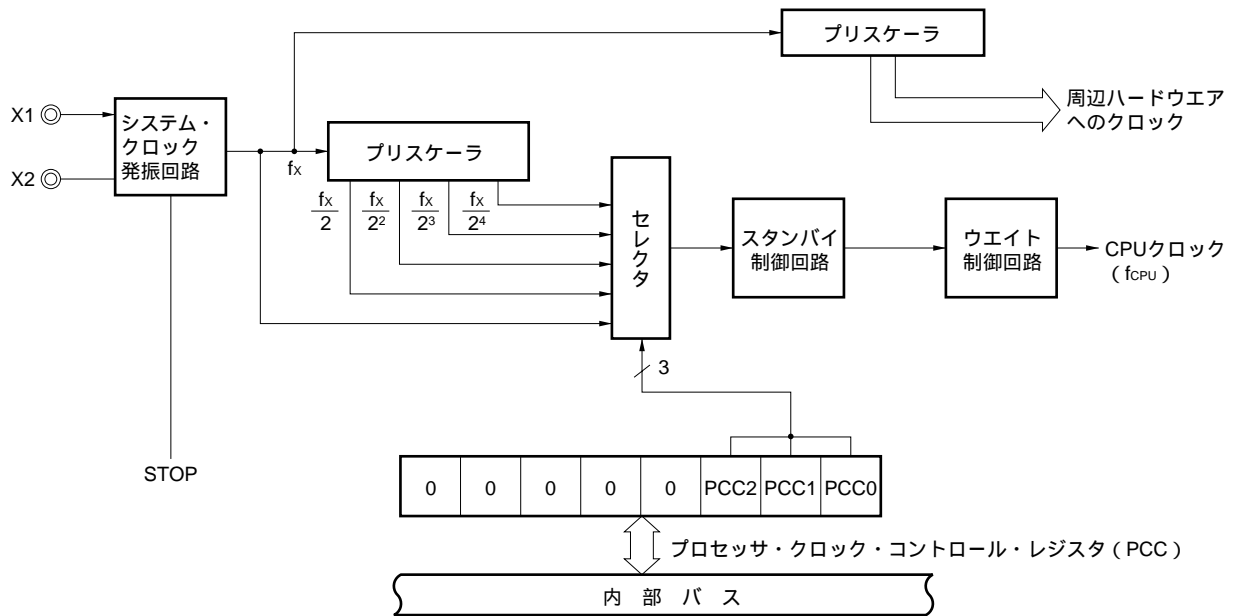 プリスケーラ
周辺ハードウエア
へのクロック
X1
X2
システム・
クロック
発振回路
fX
プリスケーラ
fX/2
fX/2²
fX/2³
fX/2⁴
セレクタ
スタンバイ
制御回路
ウエイト
制御回路
CPUクロック
(fCPU)
3
STOP
0 0 0 0 0 PCC2 PCC1 PCC0
プロセッサ・クロック・コントロール・レジスタ(PCC)
内部バス